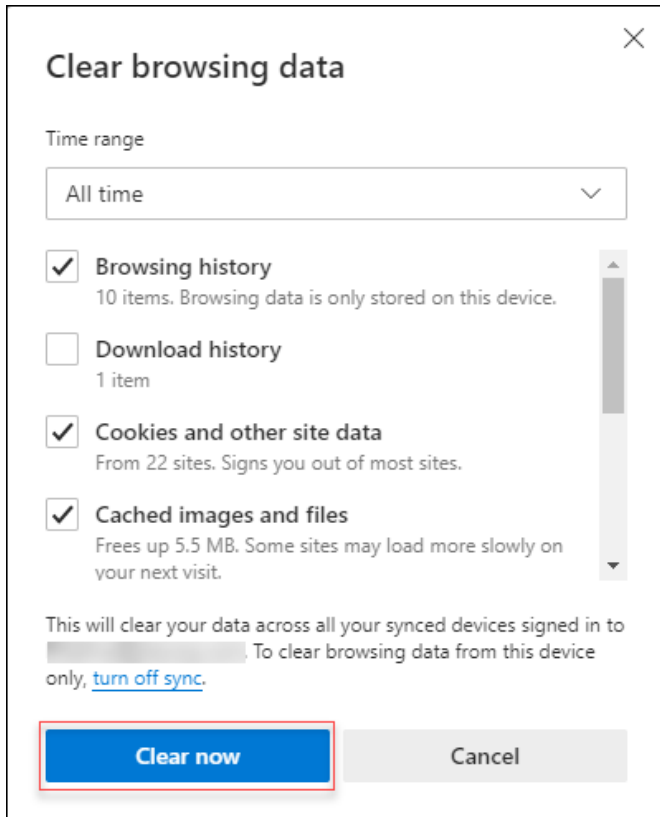 Clear browsing data
Time range
All time
Browsing history
10 items. Browsing data is only stored on this device.
Download history
1 item
Cookies and other site data
From 22 sites. Signs you out of most sites.
Cached images and files
Frees up 5.5 MB. Some sites may load more slowly on
your next visit.
This will clear your data across all your synced devices signed in to
. To clear browsing data from this device
only, turn off sync.
Clear now
Cancel